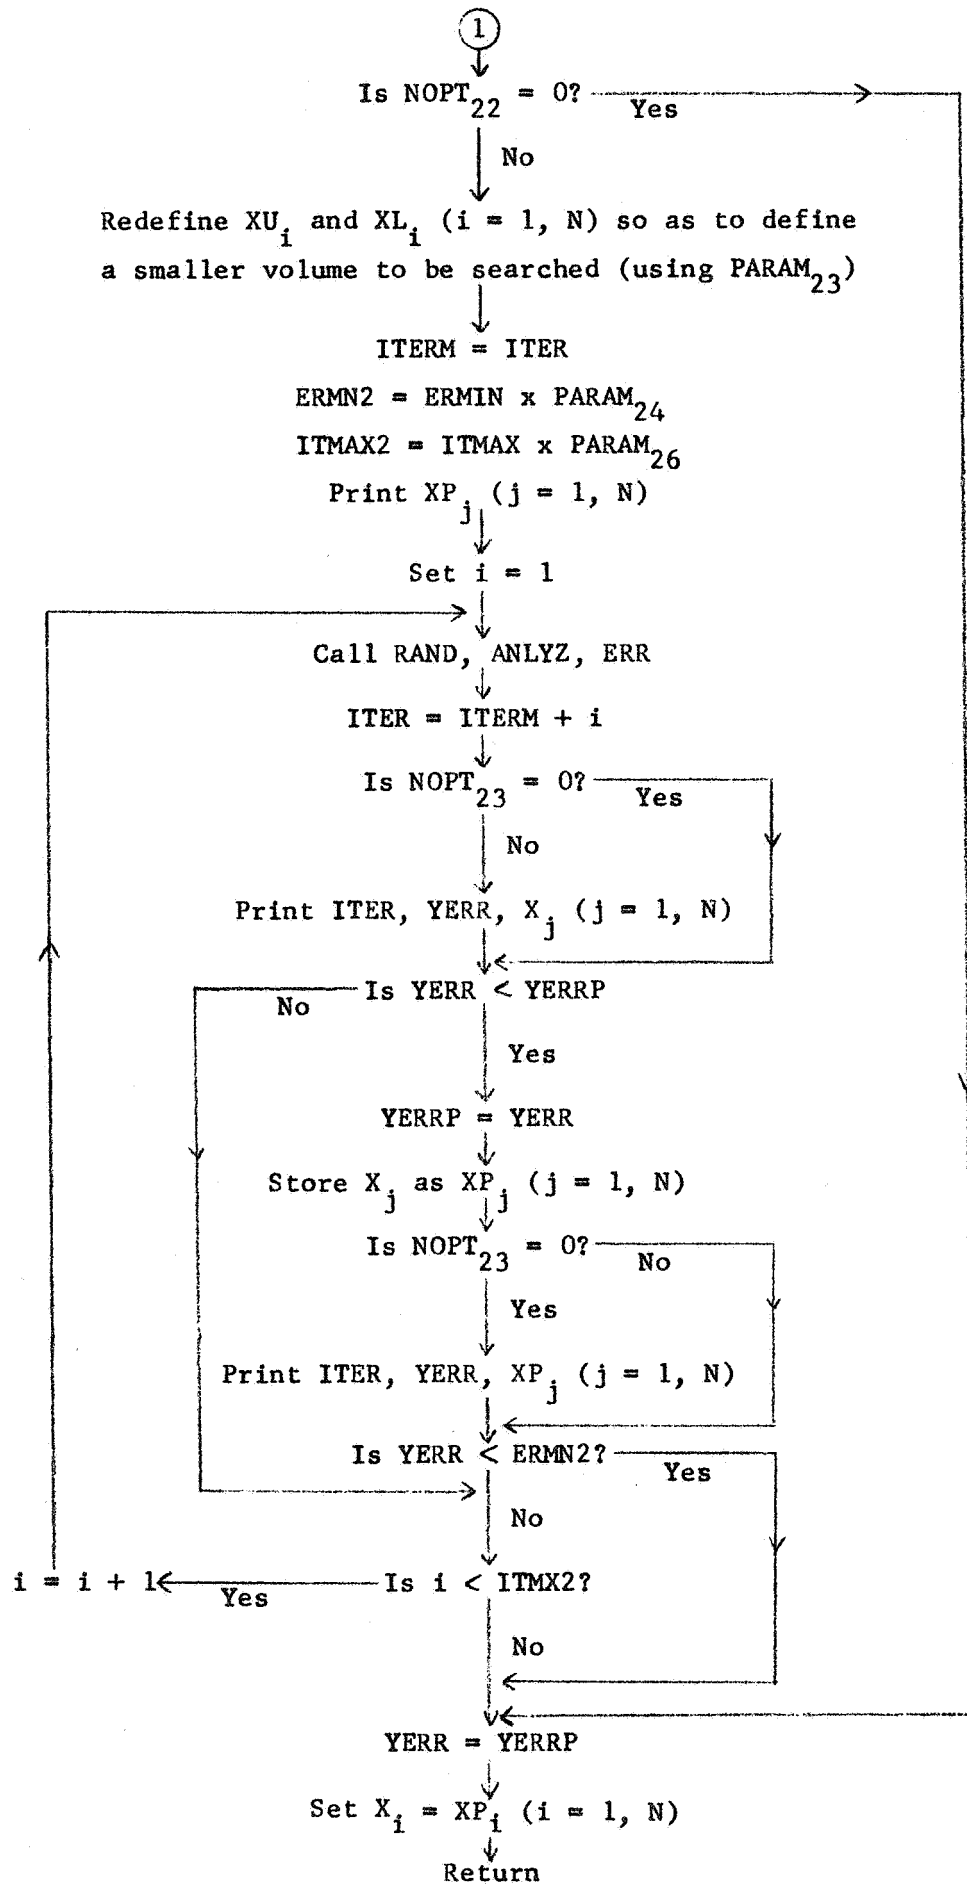 1
Is NOPT22 = 0? Yes
No
Redefine XUi and XLi (i = 1, N) so as to define
a smaller volume to be searched (using PARAM23)
ITERM = ITER
ERMN2 = ERMIN x PARAM24
ITMAX2 = ITMAX x PARAM26
Print XPj (j = 1, N)
Set i = 1
Call RAND, ANLYZ, ERR
ITER = ITERM + i
Is NOPT23 = 0? Yes
No
Print ITER, YERR, Xj (j = 1, N)
No Is YERR < YERRP
Yes
YERRP = YERR
Store Xj as XPj (j = 1, N)
Is NOPT23 = 0? No
Yes
Print ITER, YERR, XPj (j = 1, N)
Is YERR < ERMN2? Yes
No
i = i + 1 Yes Is i < ITMX2?
No
YERR = YERRP
Set Xi = XPi (i = 1, N)
Return